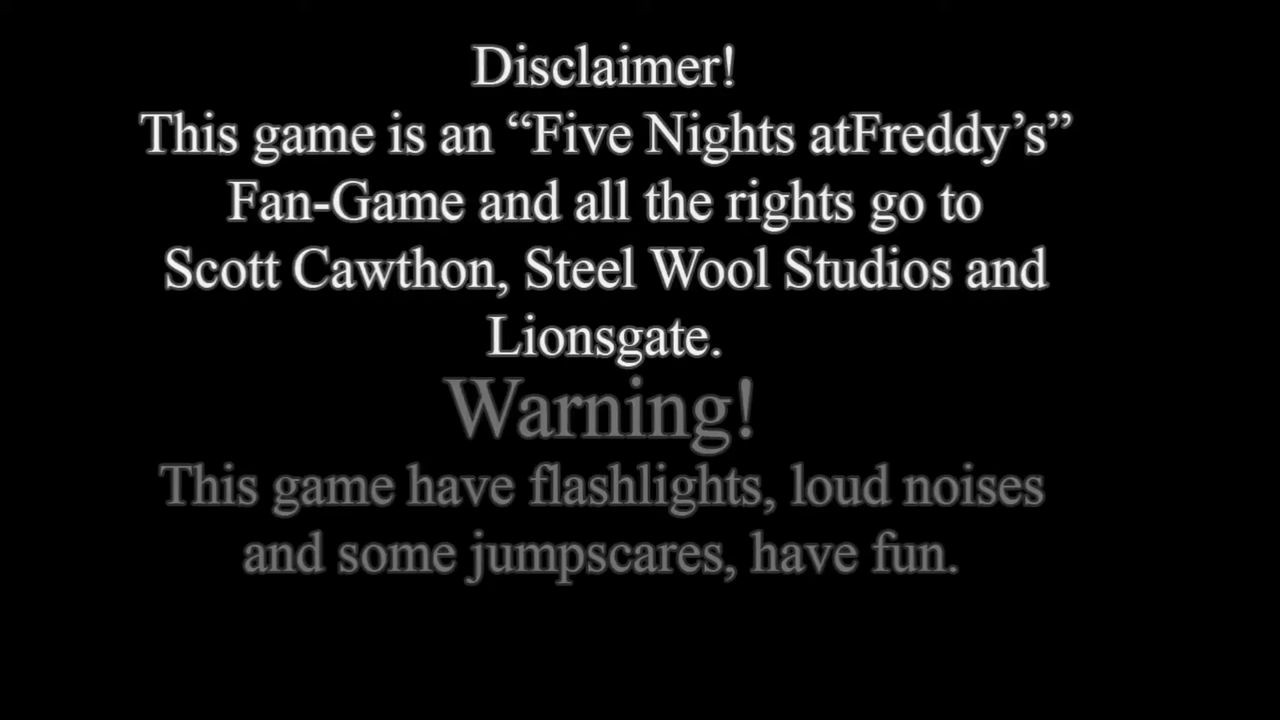 Disclaimer!
This game is an “Five Nights atFreddy’s”
Fan-Game and all the rights go to
Scott Cawthon, Steel Wool Studios and
Lionsgate.
Warning!
This game have flashlights, loud noises
and some jumpscares, have fun.